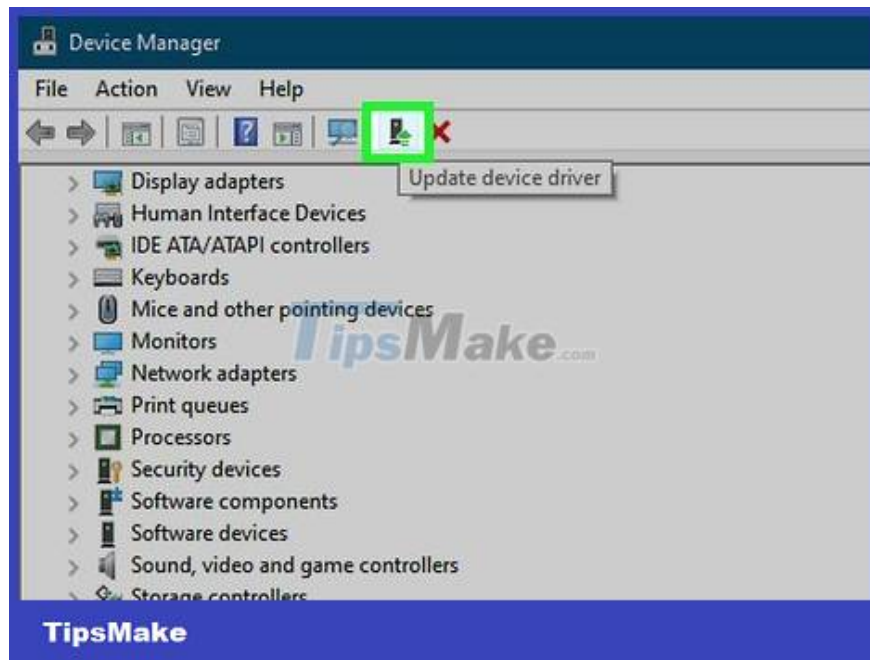 Device Manager
File Action View Help
Update device driver
Display adapters
Human Interface Devices
IDE ATA/ATAPI controllers
Keyboards
Mice and other pointing devices
Monitors
TipsMake.com
Network adapters
Print queues
Processors
Security devices
Software components
Software devices
Sound, video and game controllers
Storage controllers
TipsMake